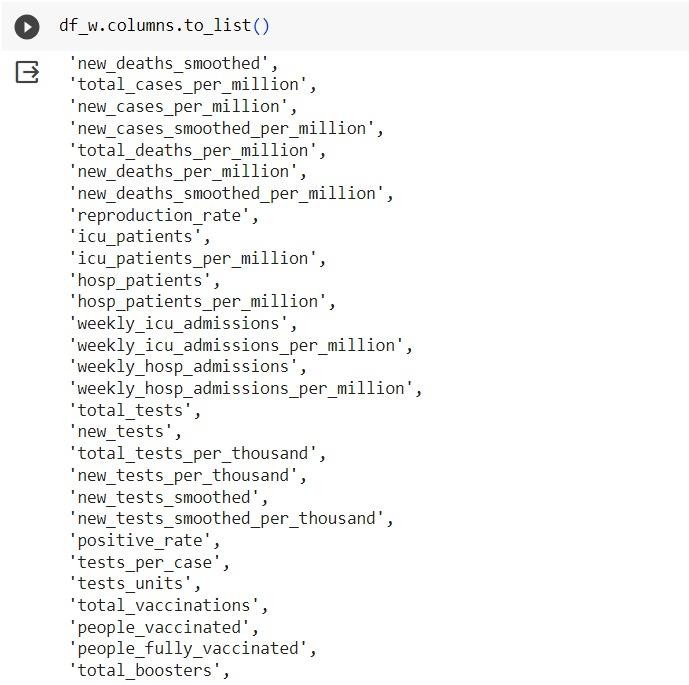 df_w.columns.to_list()
'new_deaths_smoothed',
'total_cases_per_million',
'new_cases_per_million',
'new_cases_smoothed_per_million',
'total_deaths_per_million',
'new_deaths_per_million',
'new_deaths_smoothed_per_million',
'reproduction_rate',
'icu_patients',
'icu_patients_per_million',
'hosp_patients',
'hosp_patients_per_million',
'weekly_icu_admissions',
'weekly_icu_admissions_per_million',
'weekly_hosp_admissions',
'weekly_hosp_admissions_per_million',
'total_tests',
'new_tests',
'total_tests_per_thousand',
'new_tests_per_thousand',
'new_tests_smoothed',
'new_tests_smoothed_per_thousand',
'positive_rate',
'tests_per_case',
'tests_units',
'total_vaccinations',
'people_vaccinated',
'people_fully_vaccinated',
'total_boosters',